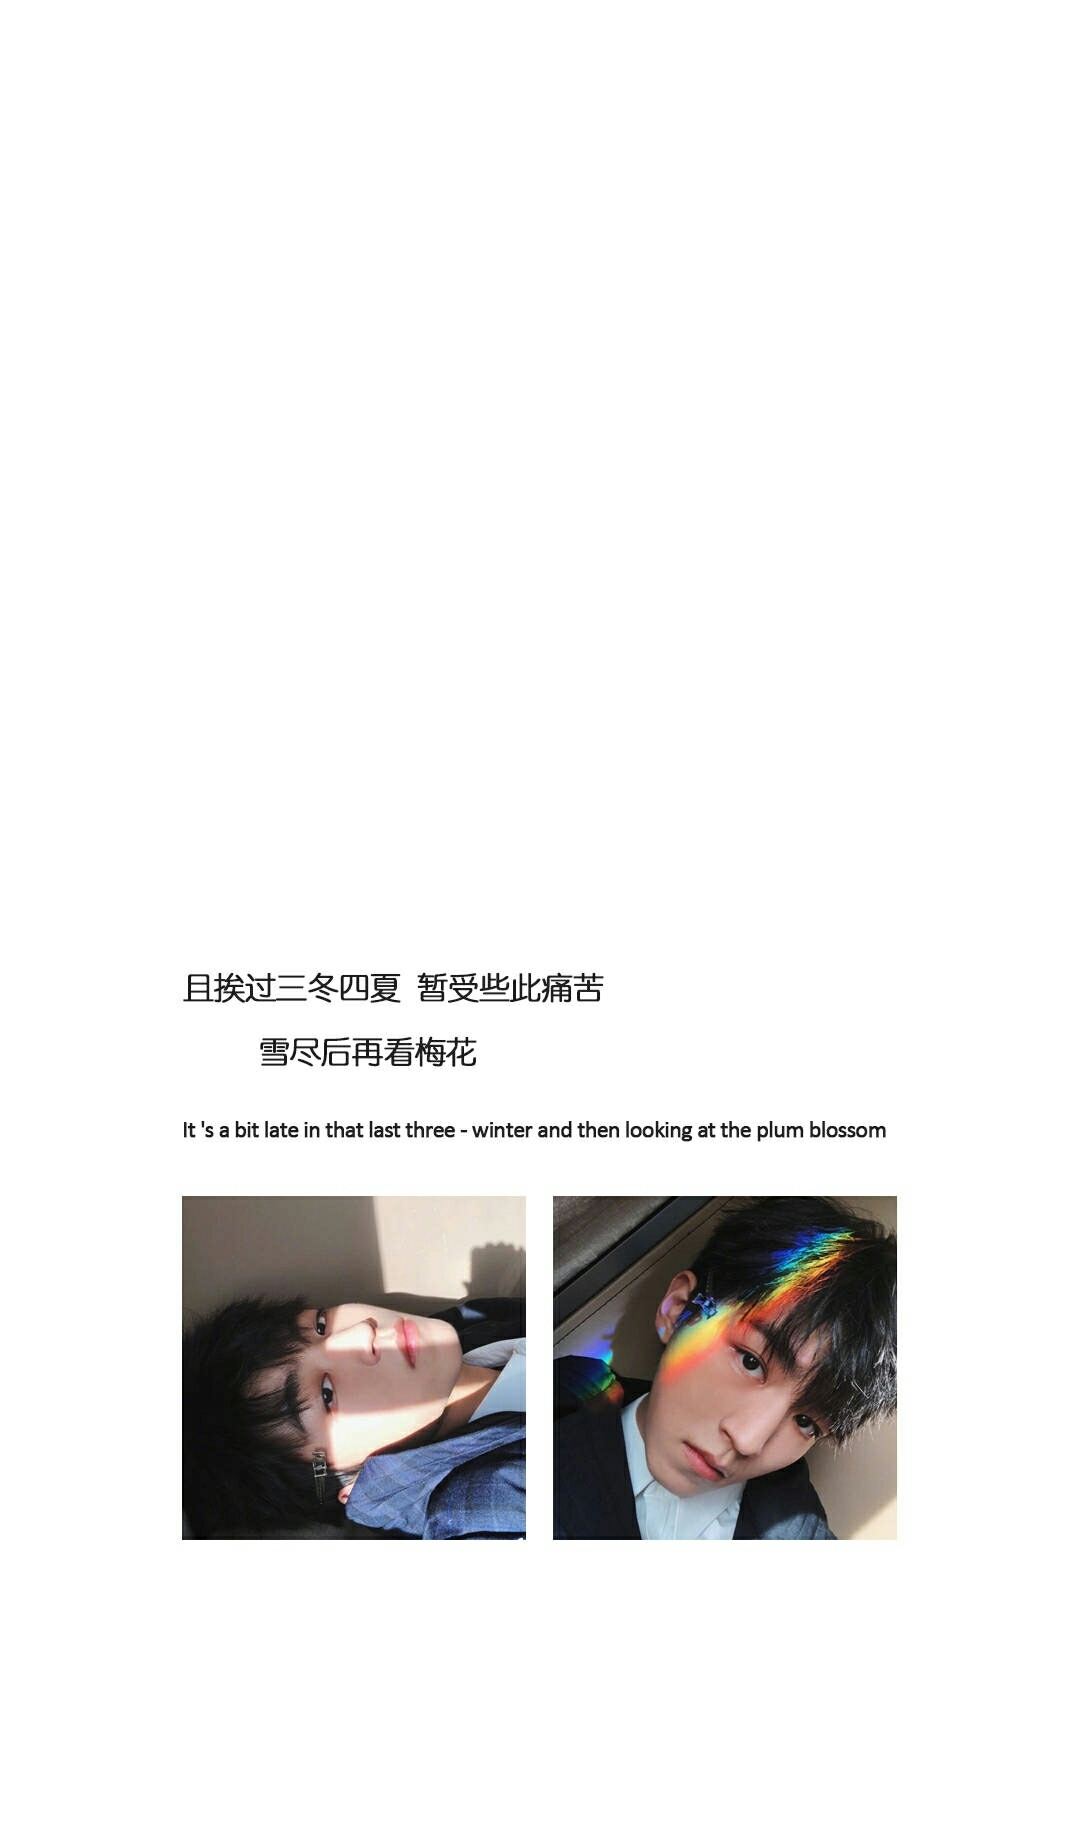 且挨过三冬四夏 暂受些此痛苦
雪尽后再看梅花
It 's a bit late in that last three - winter and then looking at the plum blossom